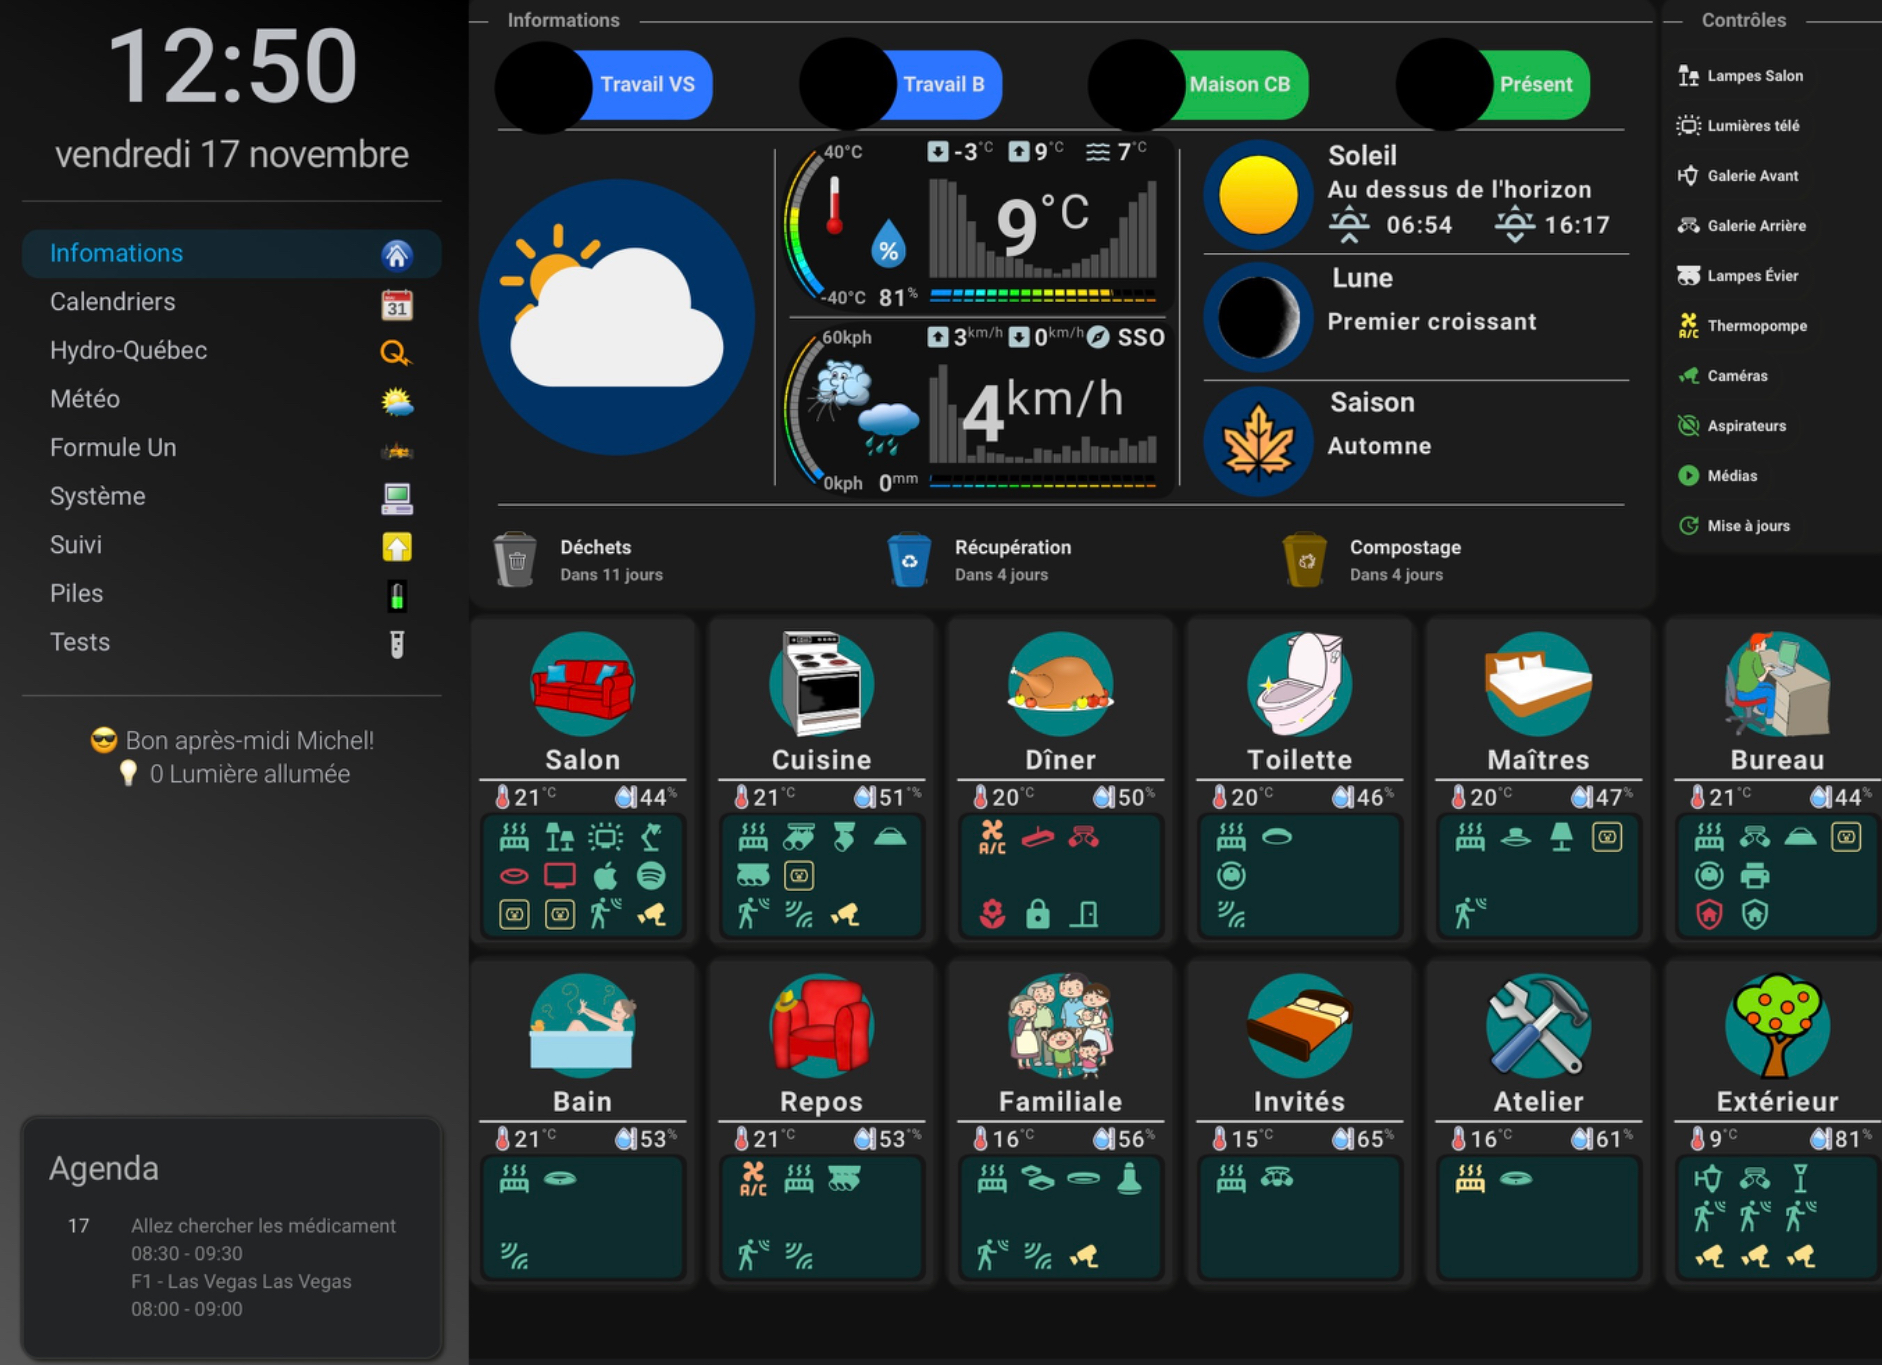 12:50
vendredi 17 novembre
Infomations
Calendriers
31
Hydro-Québec
Météo
Formule Un
Système
Suivi
Piles
Tests
😎 Bon après-midi Michel!
💡 0 Lumière allumée
Agenda
17
Allez chercher les médicament
08:30 - 09:30
F1 - Las Vegas Las Vegas
08:00 - 09:00
Informations
Travail VS
Travail B
Maison CB
Présent
40°C
-3°C
9°C
7°C
9°C
%
-40°C 81%
60kph
3km/h
0km/h
SSO
4km/h
0kph 0mm
Soleil
Au dessus de l'horizon
06:54
16:17
Lune
Premier croissant
Saison
Automne
Déchets
Dans 11 jours
Récupération
Dans 4 jours
Compostage
Dans 4 jours
Contrôles
Lampes Salon
Lumières télé
Galerie Avant
Galerie Arrière
Lampes Évier
A/C
Thermopompe
Caméras
Aspirateurs
Médias
Mise à jours
Salon
21°C 44%
Cuisine
21°C 51%
Dîner
20°C 50%
A/C
Toilette
20°C 46%
Maîtres
20°C 47%
Bureau
21°C 44%
Bain
21°C 53%
Repos
21°C 53%
A/C
Familiale
16°C 56%
Invités
15°C 65%
Atelier
16°C 61%
Extérieur
9°C 81%